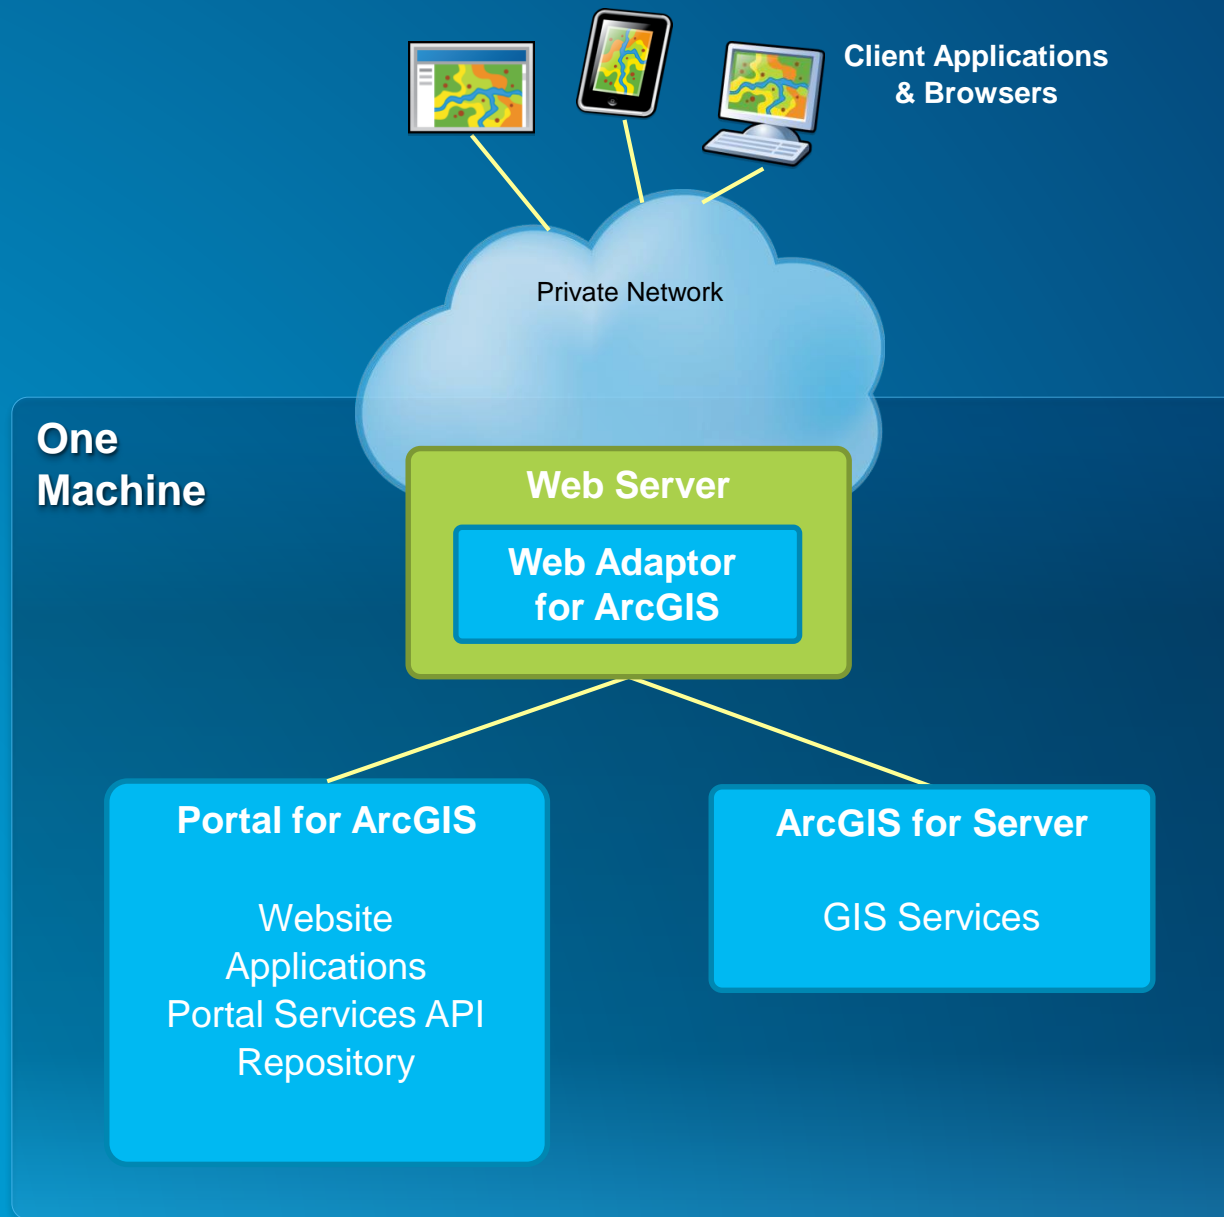 Client Applications
& Browsers
Private Network
One
Machine
Web Server
Web Adaptor
for ArcGIS
Portal for ArcGIS
Website
Applications
Portal Services API
Repository
ArcGIS for Server
GIS Services